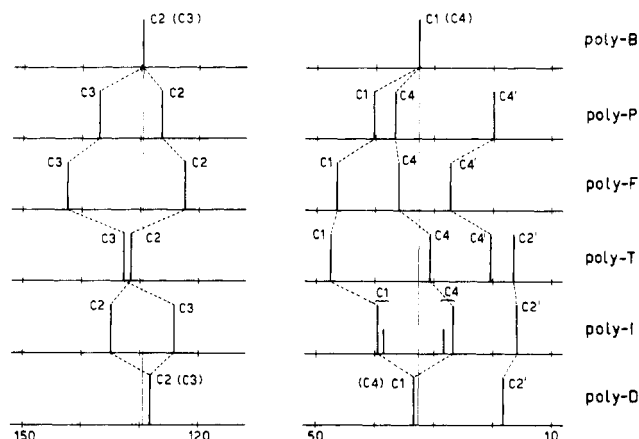 C2 (C3) C1 (C4) poly-B
C3 C2 C1 C4 C4' poly-P
C3 C2 C1 C4 C4' poly-F
C3 C2 C1 C4 C4' C2' poly-T
C2 C3 C1 C4 C2' poly-I
C2 (C3) (C4) C1 C2' poly-D
150 120 50 10